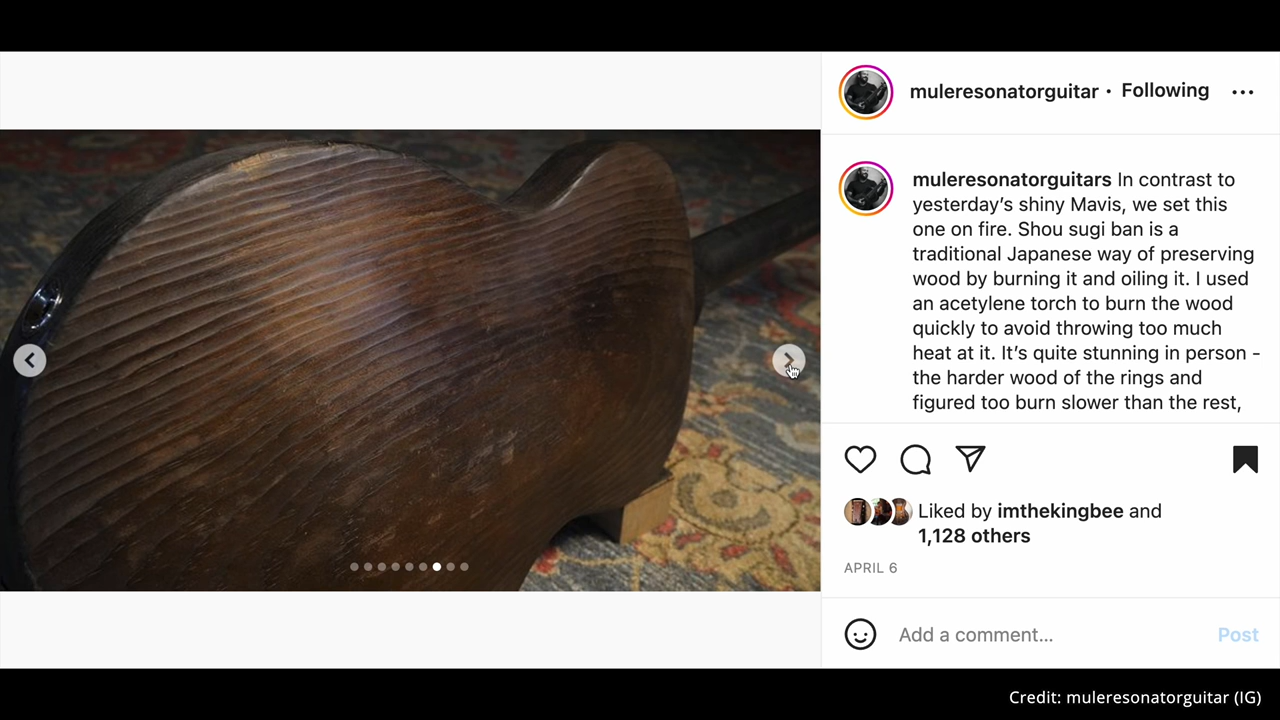 muleresonatorguitar • Following
muleresonatorguitars In contrast to
yesterday’s shiny Mavis, we set this
one on fire. Shou sugi ban is a
traditional Japanese way of preserving
wood by burning it and oiling it. I used
an acetylene torch to burn the wood
quickly to avoid throwing too much
heat at it. It’s quite stunning in person -
the harder wood of the rings and
figured too burn slower than the rest,
Liked by imthekingbee and
1,128 others
APRIL 6
Add a comment...
Post
Credit: muleresonatorguitar (IG)